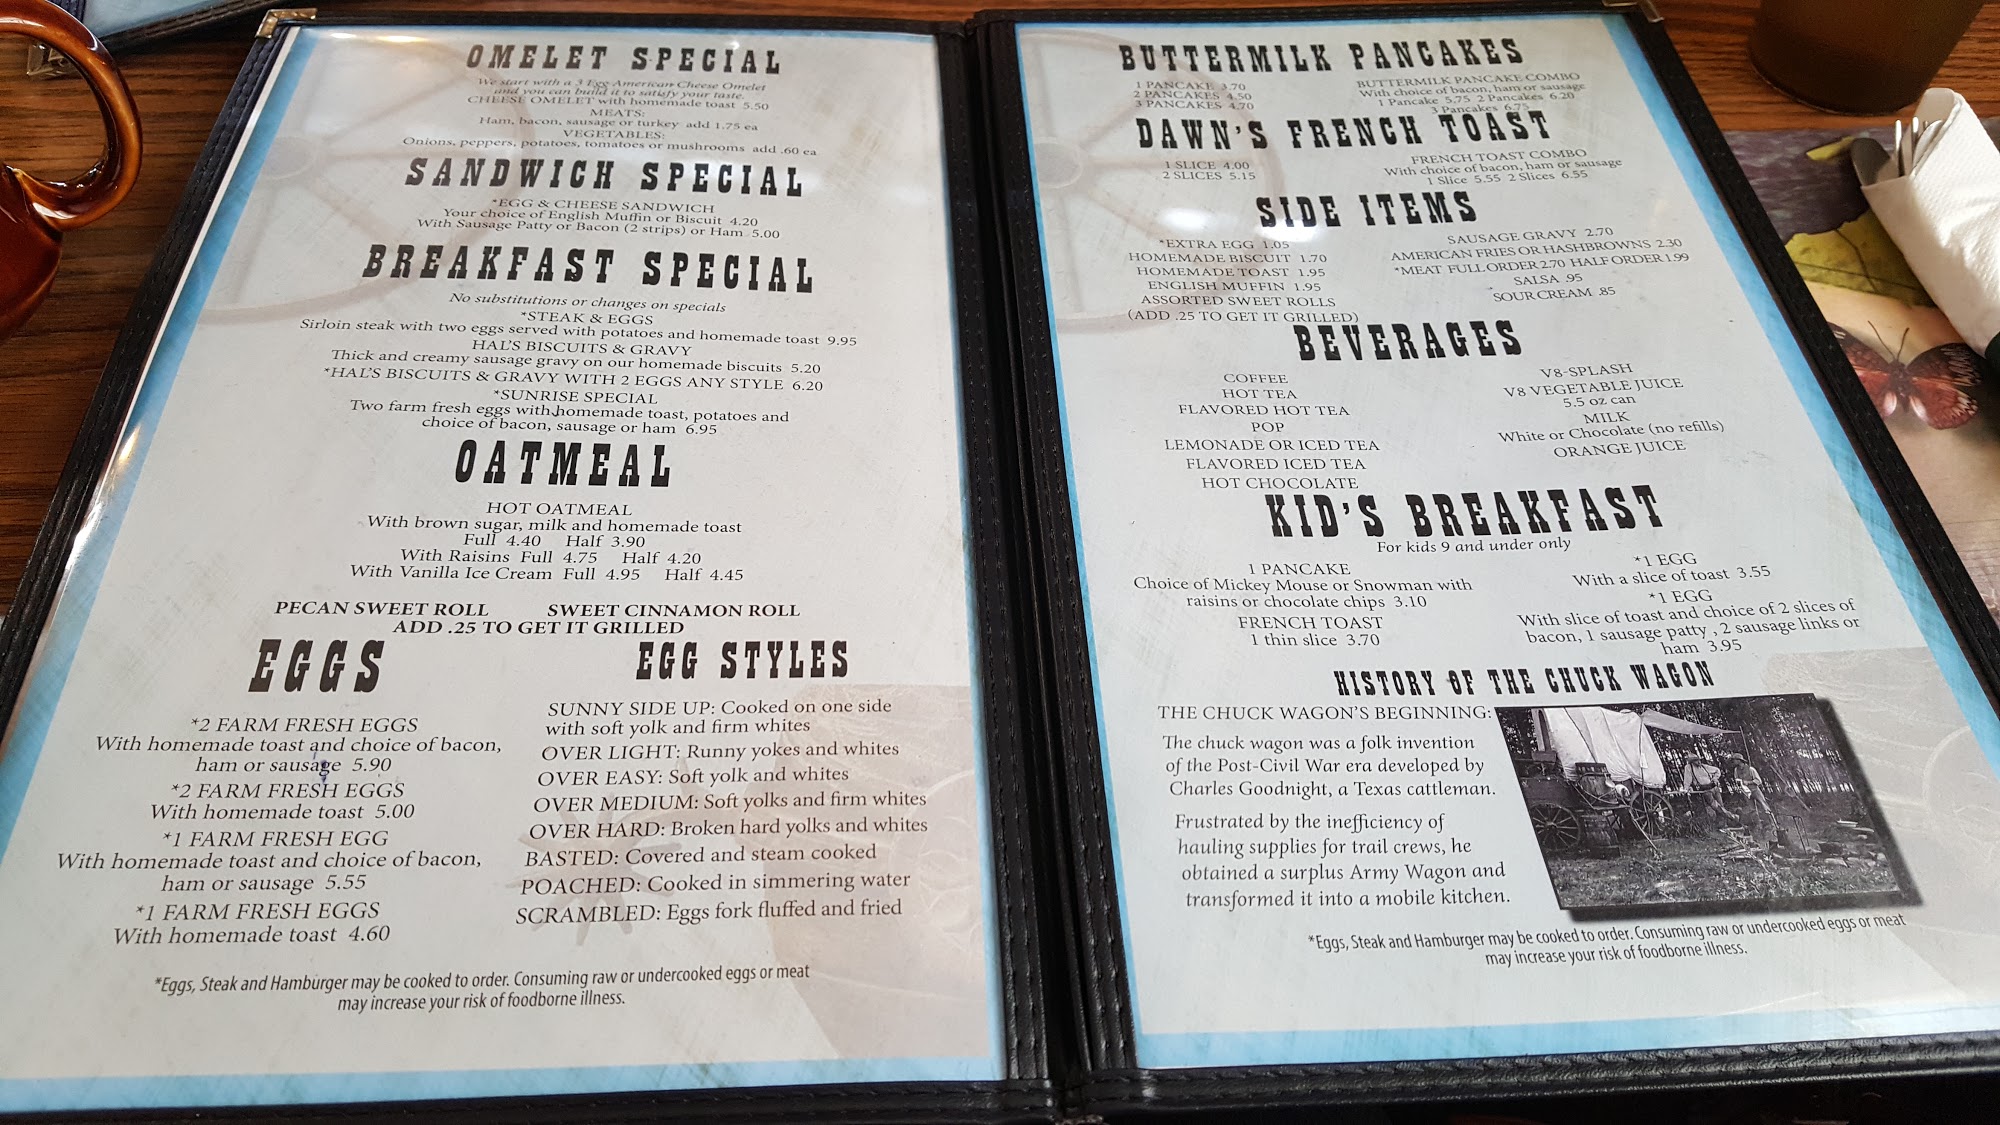 OMELET SPECIAL
We start with a 3 Egg American Cheese Omelet
and you can build it to satisfy your taste.
CHEESE OMELET with homemade toast 5.50
MEATS:
Ham, bacon, sausage or turkey add 1.75 ea
VEGETABLES:
Onions, peppers, potatoes, tomatoes or mushrooms add .60 ea
SANDWICH SPECIAL
*EGG & CHEESE SANDWICH
Your choice of English Muffin or Biscuit 4.20
With Sausage Patty or Bacon (2 strips) or Ham 5.00
BREAKFAST SPECIAL
No substitutions or changes on specials
*STEAK & EGGS
Sirloin steak with two eggs served with potatoes and homemade toast 9.95
HAL'S BISCUITS & GRAVY
Thick and creamy sausage gravy on our homemade biscuits 5.20
*HAL'S BISCUITS & GRAVY WITH 2 EGGS ANY STYLE 6.20
*SUNRISE SPECIAL
Two farm fresh eggs with homemade toast, potatoes and
choice of bacon, sausage or ham 6.95
OATMEAL
HOT OATMEAL
With brown sugar, milk and homemade toast
Full 4.40 Half 3.90
With Raisins Full 4.75 Half 4.20
With Vanilla Ice Cream Full 4.95 Half 4.45
PECAN SWEET ROLL SWEET CINNAMON ROLL
ADD .25 TO GET IT GRILLED
EGGS
*2 FARM FRESH EGGS
With homemade toast and choice of bacon,
ham or sausage 5.90
*2 FARM FRESH EGGS
With homemade toast 5.00
*1 FARM FRESH EGG
With homemade toast and choice of bacon,
ham or sausage 5.55
*1 FARM FRESH EGGS
With homemade toast 4.60
EGG STYLES
SUNNY SIDE UP: Cooked on one side
with soft yolk and firm whites
OVER LIGHT: Runny yokes and whites
OVER EASY: Soft yolk and whites
OVER MEDIUM: Soft yolks and firm whites
OVER HARD: Broken hard yolks and whites
BASTED: Covered and steam cooked
POACHED: Cooked in simmering water
SCRAMBLED: Eggs fork fluffed and fried
*Eggs, Steak and Hamburger may be cooked to order. Consuming raw or undercooked eggs or meat
may increase your risk of foodborne illness.
BUTTERMILK PANCAKES
1 PANCAKE 3.70
2 PANCAKES 4.50
3 PANCAKES 4.70
BUTTERMILK PANCAKE COMBO
With choice of bacon, ham or sausage
1 Pancake 5.75 2 Pancakes 6.20
3 Pancakes 6.75
DAWN'S FRENCH TOAST
1 SLICE 4.00
2 SLICES 5.15
FRENCH TOAST COMBO
With choice of bacon, ham or sausage
1 Slice 5.55 2 Slices 6.55
SIDE ITEMS
*EXTRA EGG 1.05
HOMEMADE BISCUIT 1.70
HOMEMADE TOAST 1.95
ENGLISH MUFFIN 1.95
ASSORTED SWEET ROLLS
(ADD .25 TO GET IT GRILLED)
SAUSAGE GRAVY 2.70
AMERICAN FRIES OR HASHBROWNS 2.30
*MEAT FULL ORDER 2.70 HALF ORDER 1.99
SALSA .95
SOUR CREAM .85
BEVERAGES
COFFEE
HOT TEA
FLAVORED HOT TEA
POP
LEMONADE OR ICED TEA
FLAVORED ICED TEA
HOT CHOCOLATE
V8-SPLASH
V8 VEGETABLE JUICE
5.5 oz can
MILK
White or Chocolate (no refills)
ORANGE JUICE
KID'S BREAKFAST
For kids 9 and under only
1 PANCAKE
Choice of Mickey Mouse or Snowman with
raisins or chocolate chips 3.10
FRENCH TOAST
1 thin slice 3.70
*1 EGG
With a slice of toast 3.55
*1 EGG
With slice of toast and choice of 2 slices of
bacon, 1 sausage patty , 2 sausage links or
ham 3.95
HISTORY OF THE CHUCK WAGON
THE CHUCK WAGON'S BEGINNING:
The chuck wagon was a folk invention
of the Post-Civil War era developed by
Charles Goodnight, a Texas cattleman.
Frustrated by the inefficiency of
hauling supplies for trail crews, he
obtained a surplus Army Wagon and
transformed it into a mobile kitchen.
*Eggs, Steak and Hamburger may be cooked to order. Consuming raw or undercooked eggs or meat
may increase your risk of foodborne illness.